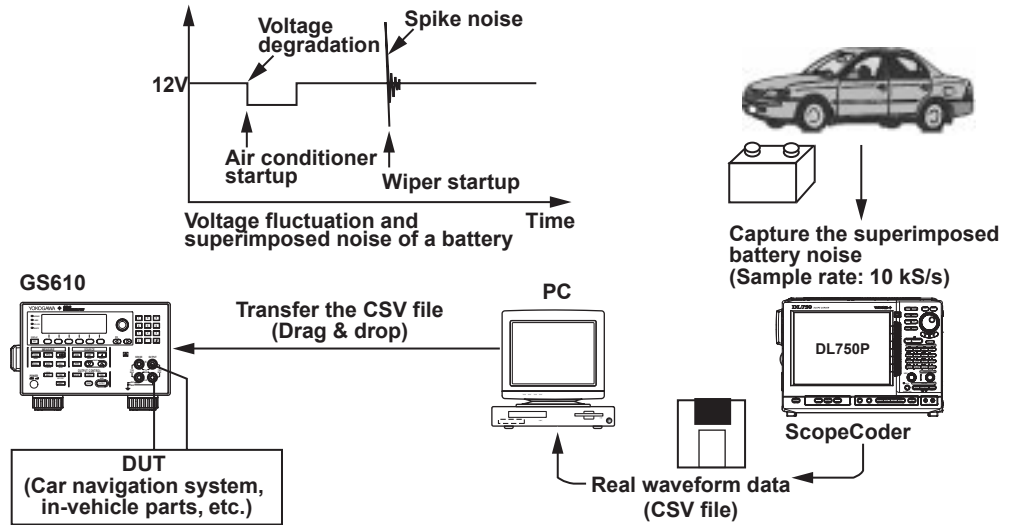 Voltage
degradation
Spike noise
12V
Air conditioner
startup
Wiper startup
Voltage fluctuation and
superimposed noise of a battery
Time
Capture the superimposed
battery noise
(Sample rate: 10 kS/s)
GS610
YOKOGAWA
Transfer the CSV file
(Drag & drop)
PC
DL750
DL750P
ScopeCoder
DUT
(Car navigation system,
in-vehicle parts, etc.)
Real waveform data
(CSV file)